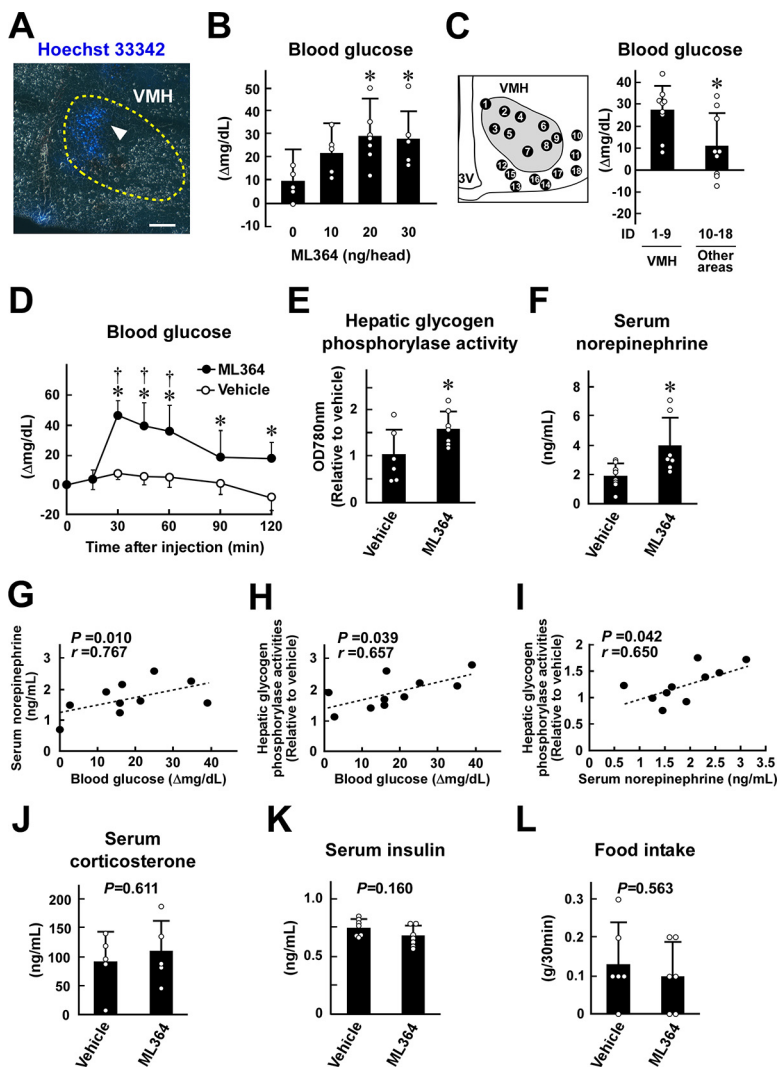 A
Hoechst 33342
VMH
B
Blood glucose
(Δmg/dL)
60
50
40
30
20
10
0
-10
* *
0 10 20 30
ML364 (ng/head)
C
VMH
1
2
4
3
5
6
7
8
9
10
11
12
15
13
16
14
17
18
3V
Blood glucose
(Δmg/dL)
40
30
20
10
0
-10
-20
*
ID 1-9 10-18
VMH Other
areas
D
Blood glucose
ML364
Vehicle
(Δmg/dL)
80
60
40
20
0
-20
† † †
* * * * *
0 30 45 60 90 120
Time after injection (min)
E
Hepatic glycogen
phosphorylase activity
OD780nm
(Relative to vehicle)
2
1
0
*
Vehicle
ML364
F
Serum
norepinephrine
(ng/mL)
8
6
4
2
0
*
Vehicle
ML364
G
P=0.010
r=0.767
Serum norepinephrine
(ng/mL)
3
2
1
0
0 10 20 30 40
Blood glucose (Δmg/dL)
H
P=0.039
r=0.657
Hepatic glycogen
phosphorylase activities
(Relative to vehicle)
3
2
1
0
0 10 20 30 40
Blood glucose (Δmg/dL)
I
P=0.042
r=0.650
Hepatic glycogen
phosphorylase activities
(Relative to vehicle)
2
1.5
1
0.5
0 0.5 1 1.5 2 2.5 3 3.5
Serum norepinephrine (ng/mL)
J
Serum
corticosterone
P=0.611
(ng/mL)
200
150
100
50
0
Vehicle
ML364
K
Serum insulin
P=0.160
(ng/mL)
1.0
0.5
0
Vehicle
ML364
L
Food intake
P=0.563
(g/30min)
0.3
0.2
0.1
0
Vehicle
ML364